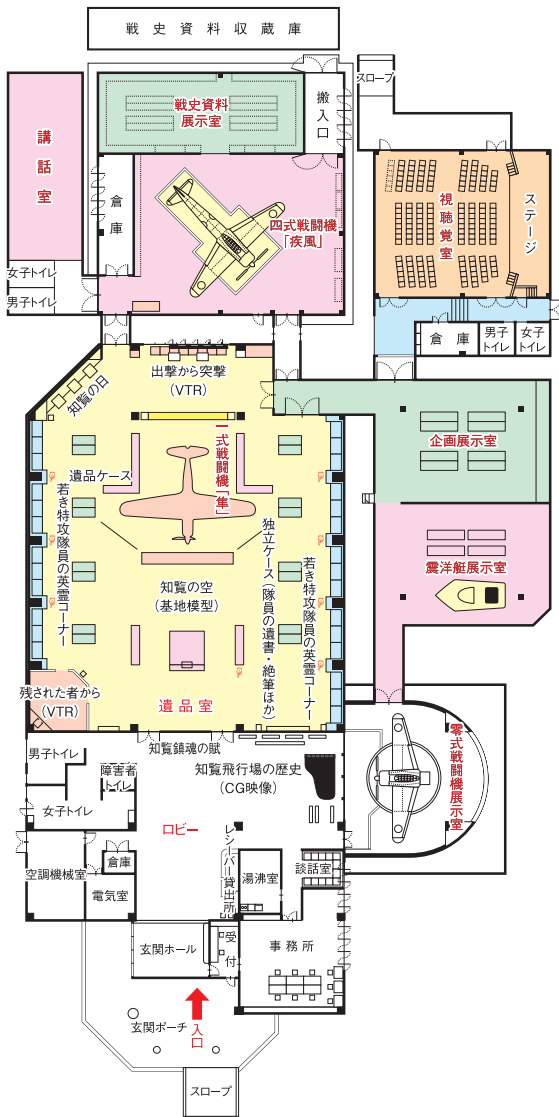 戦史資料収蔵庫
スロープ
戦史資料
展示室
搬入口
講話室
倉庫
四式戦闘機
「疾風」
視聴覚室
ステージ
女子トイレ
男子トイレ
倉庫
男子
トイレ
女子
トイレ
出撃から突撃
(VTR)
知覧の日
一式戦闘機「隼」
企画展示室
遺品ケース
若き特攻隊員の英霊コーナー
独立ケース(隊員の遺書・絶筆ほか)
若き特攻隊員の英霊コーナー
震洋艇展示室
知覧の空
(基地模型)
残された者から
(VTR)
遺品室
知覧鎮魂の賦
男子トイレ
障害者
トイレ
知覧飛行場の歴史
(CG映像)
零式戦闘機展示室
女子トイレ
ロビー
レシーバー貸出所
倉庫
空調機械室
電気室
湯沸室
談話室
玄関ホール
受付
事務所
玄関ポーチ
入口
スロープ